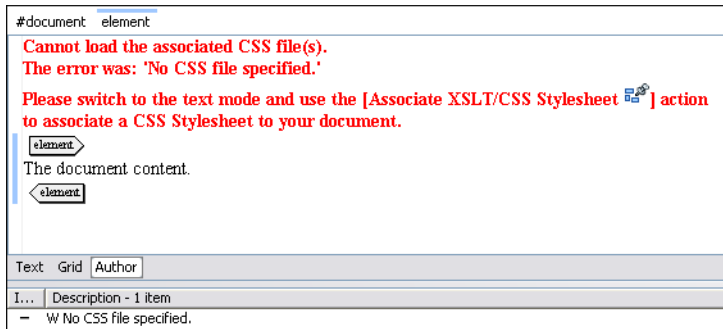 #document element
Cannot load the associated CSS file(s).
The error was: 'No CSS file specified.'
Please switch to the text mode and use the [Associate XSLT/CSS Stylesheet ] action
to associate a CSS Stylesheet to your document.
element
The document content.
element
Text Grid Author
I... Description - 1 item
W No CSS file specified.